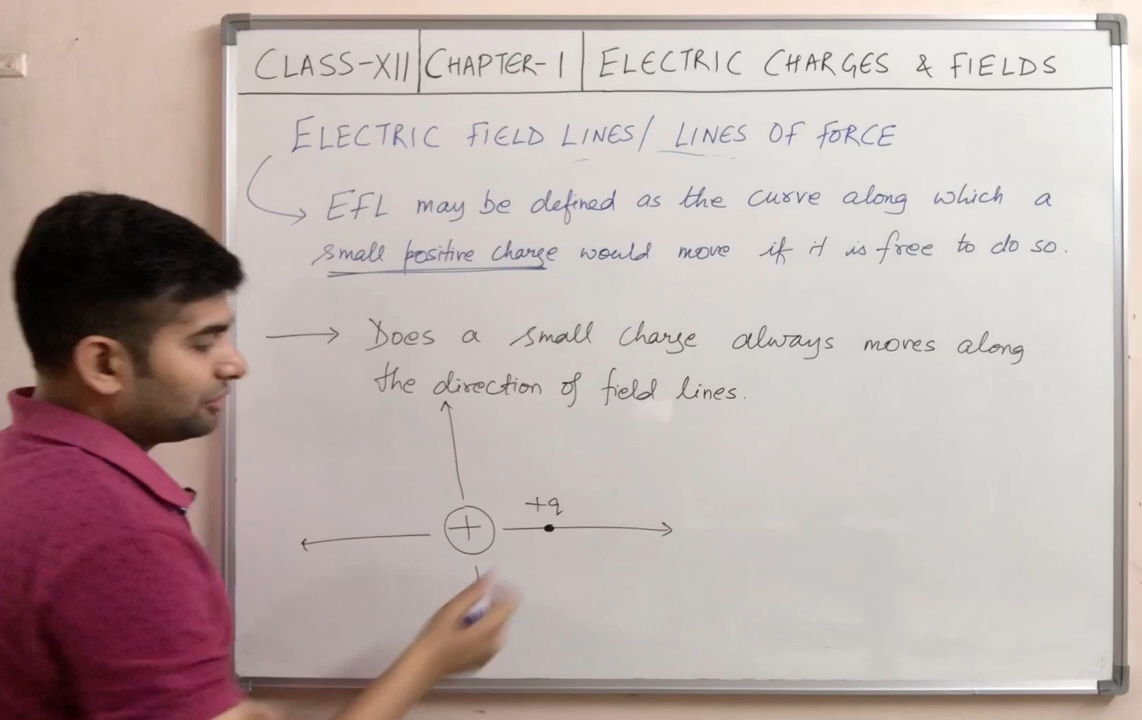 CLASS-XII CHAPTER-1 ELECTRIC CHARGES & FIELDS
ELECTRIC FIELD LINES/ LINES OF FORCE
EFL may be defined as the curve along which a
small positive charge would move if it is free to do so.
Does a small charge always moves along
the direction of field lines.
+q
+